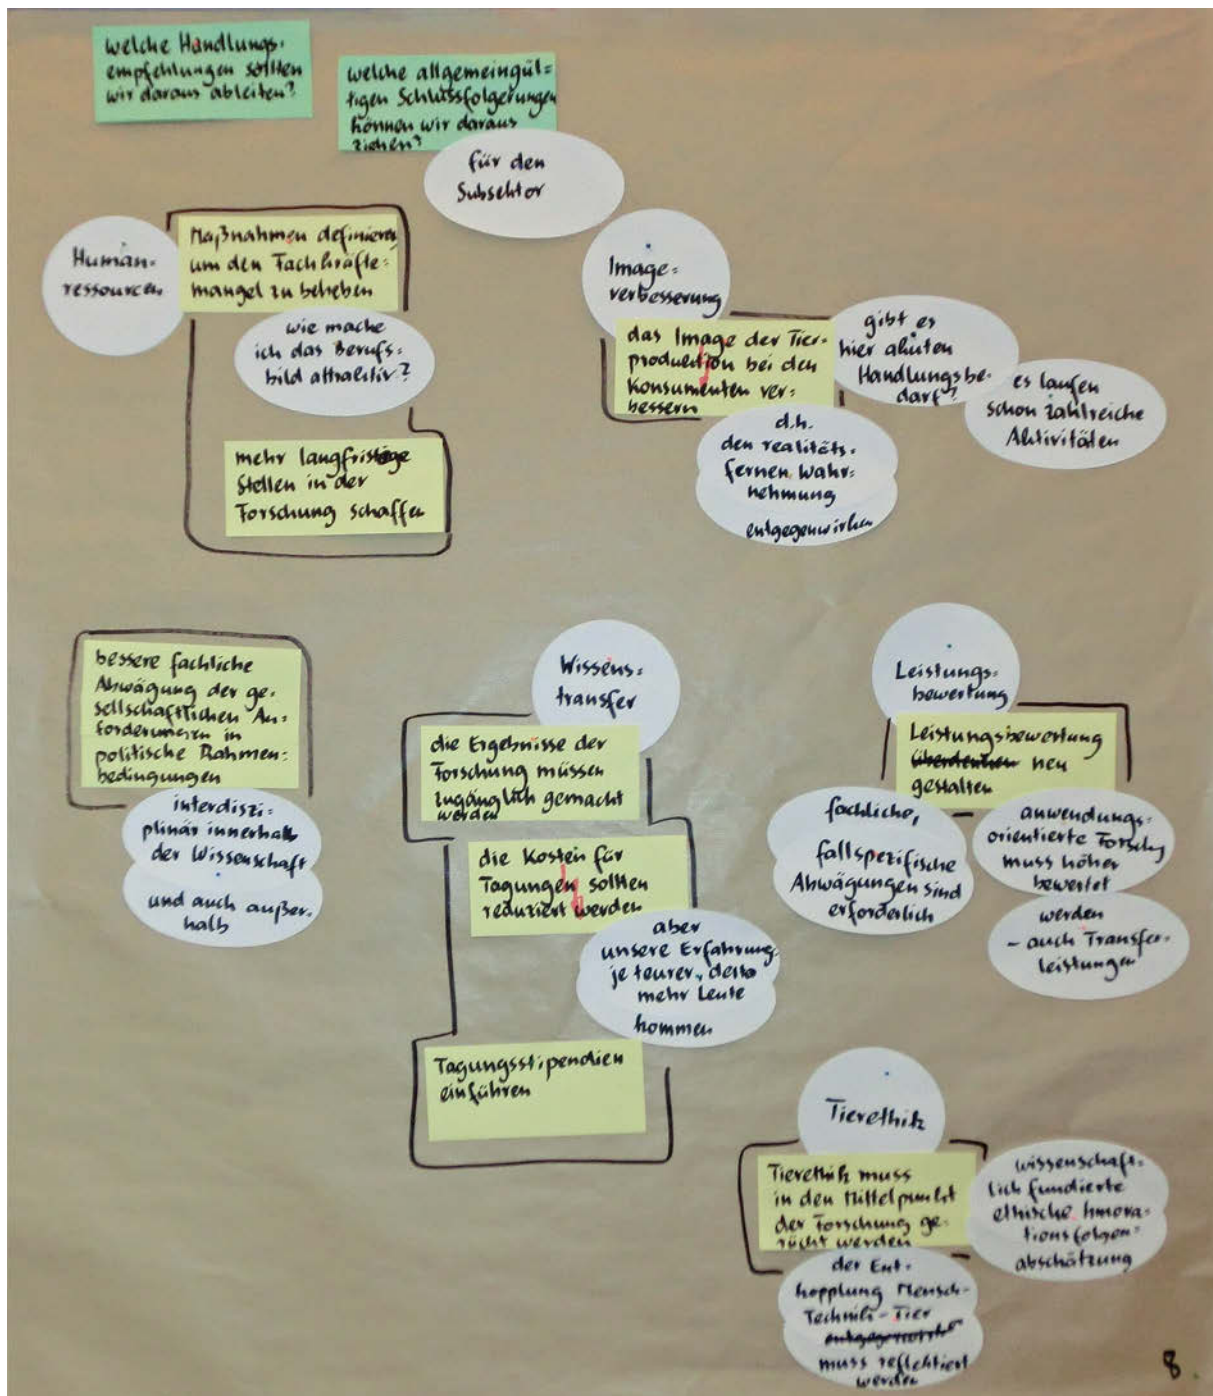 welche Handlungs=
empfehlungen sollten
wir daraus ableiten?
welche allgemeingül=
tigen Schlussfolgerungen
können wir daraus
ziehen?
für den
Subsektor
Human=
ressourcen
Maßnahmen definieren
um den Fachkräfte=
mangel zu beheben
wie mache
ich das Berufs=
bild attraktiv?
mehr langfristige
Stellen in der
Forschung schaffen
Image=
verbesserung
das Image der Tier=
produktion bei den
Konsumenten ver=
bessern
gibt es
hier akuten
Handlungsbe-
darf?
es laufen
schon zahlreiche
Aktivitäten
d.h.
den realitäts=
fernen Wahr=
nehmung
entgegenwirken
bessere fachliche
Abwägung der ge=
sellschaftlichen An=
forderungen in
politische Rahmen=
bedingungen
interdiszi=
plinär innerhalb
der Wissenschaft
und auch außer=
halb
Wissens=
transfer
die Ergebnisse der
Forschung müssen
zugänglich gemacht
werden
die Kosten für
Tagungen sollten
reduziert werden
aber
unsere Erfahrung:
je teurer, desto
mehr Leute
kommen
Tagungsstipendien
einführen
Leistungs=
bewertung
Leistungsbewertung
überdenken neu
gestalten
fachliche,
fallspezifische
Abwägungen sind
erforderlich
anwendungs=
orientierte Forschg
muss höher
bewertet
werden
- auch Transfer=
leistungen
Tierethik
Tierethik muss
in den Mittelpunkt
der Forschung ge=
rückt werden
wissenschaft=
lich fundierte
ethische Innova=
tionsfolgen=
abschätzung
der Ent=
kopplung Mensch-
Technik-Tier
muss reflektiert
werden
8.